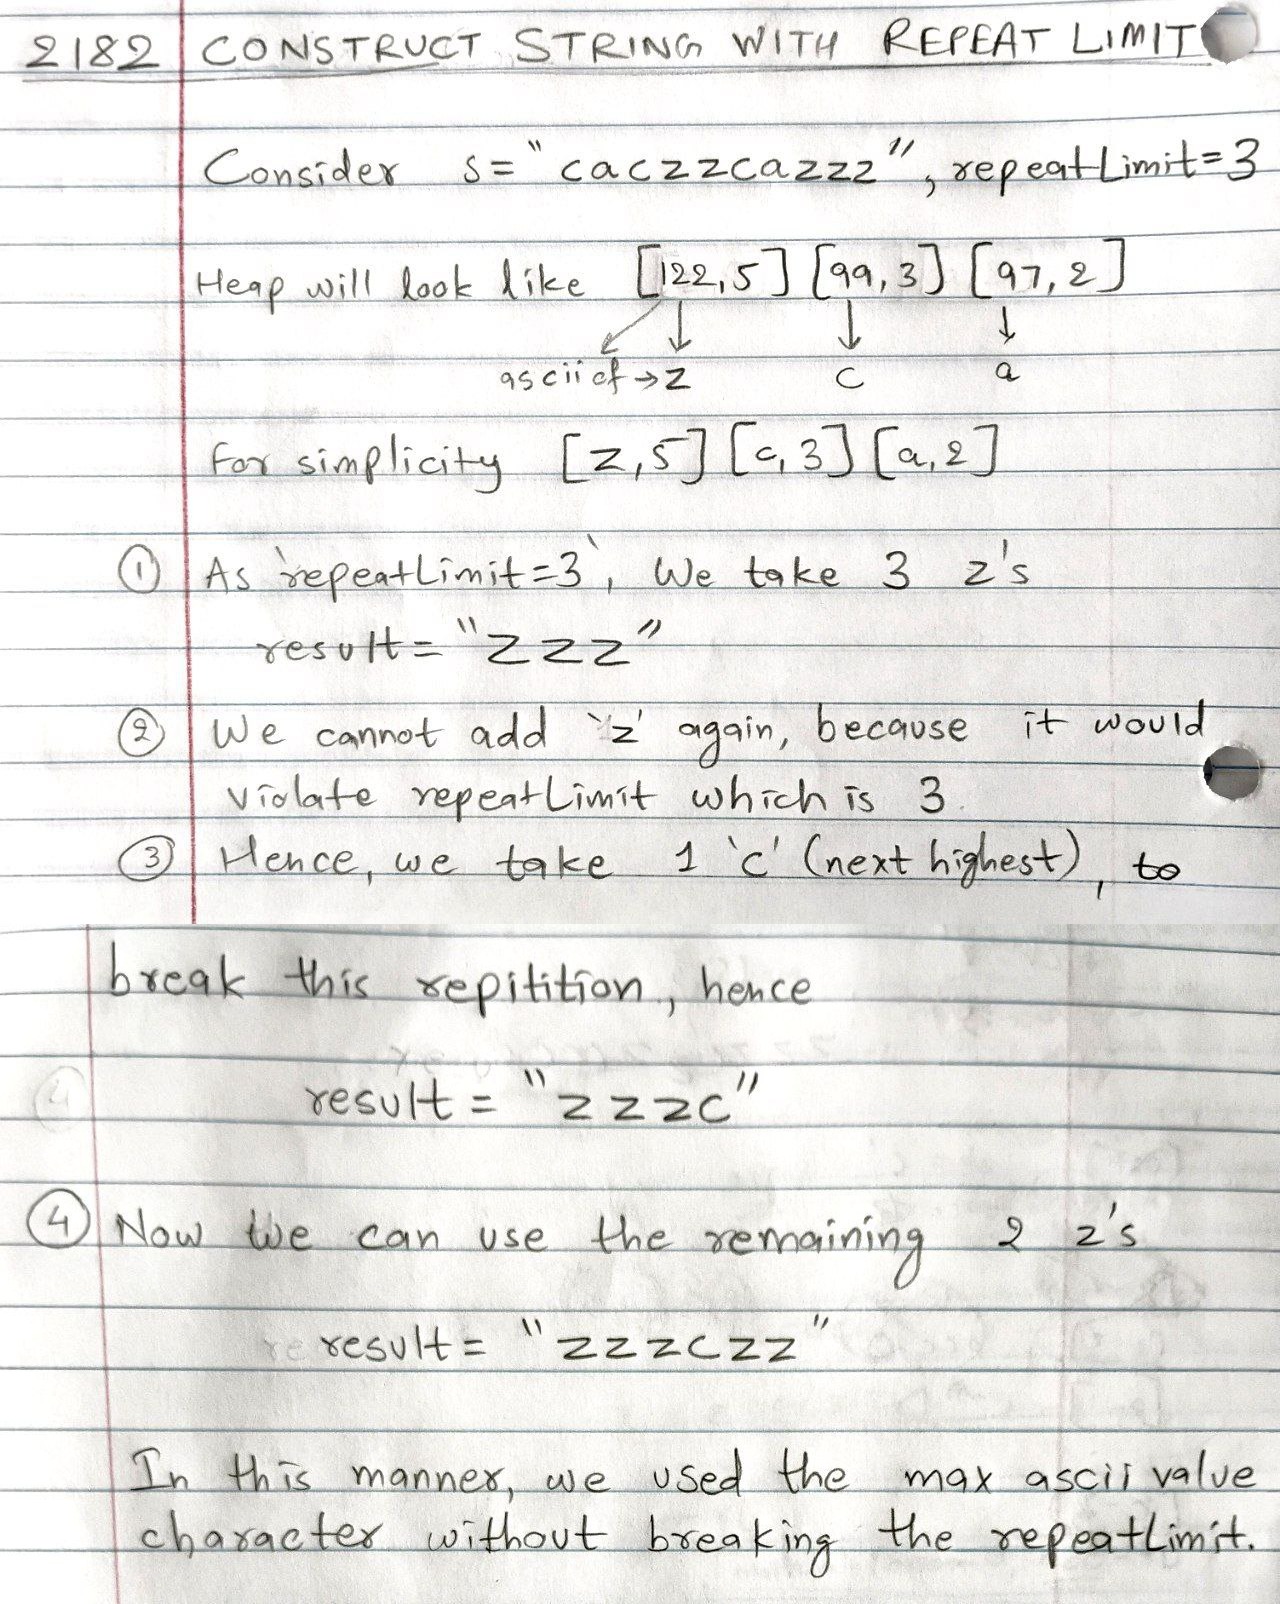 2182 CONSTRUCT STRING WITH REPEAT LIMIT
Consider s= "caczzcazzz", repeatLimit=3
Heap will look like [122,5] [99,3] [97,2]
ascii of → z c a
For simplicity [z,5] [c,3] [a,2]
① As `repeatLimit=3`, We take 3 z's
result= "zzz"
② We cannot add 'z' again, because it would
violate repeatLimit which is 3.
③ Hence, we take 1 'c' (next highest), to
break this repitition, hence
result = "zzzc"
④ Now we can use the remaining 2 z's
result= "zzzczz"
In this manner, we used the max ascii value
character without breaking the repeatLimit.